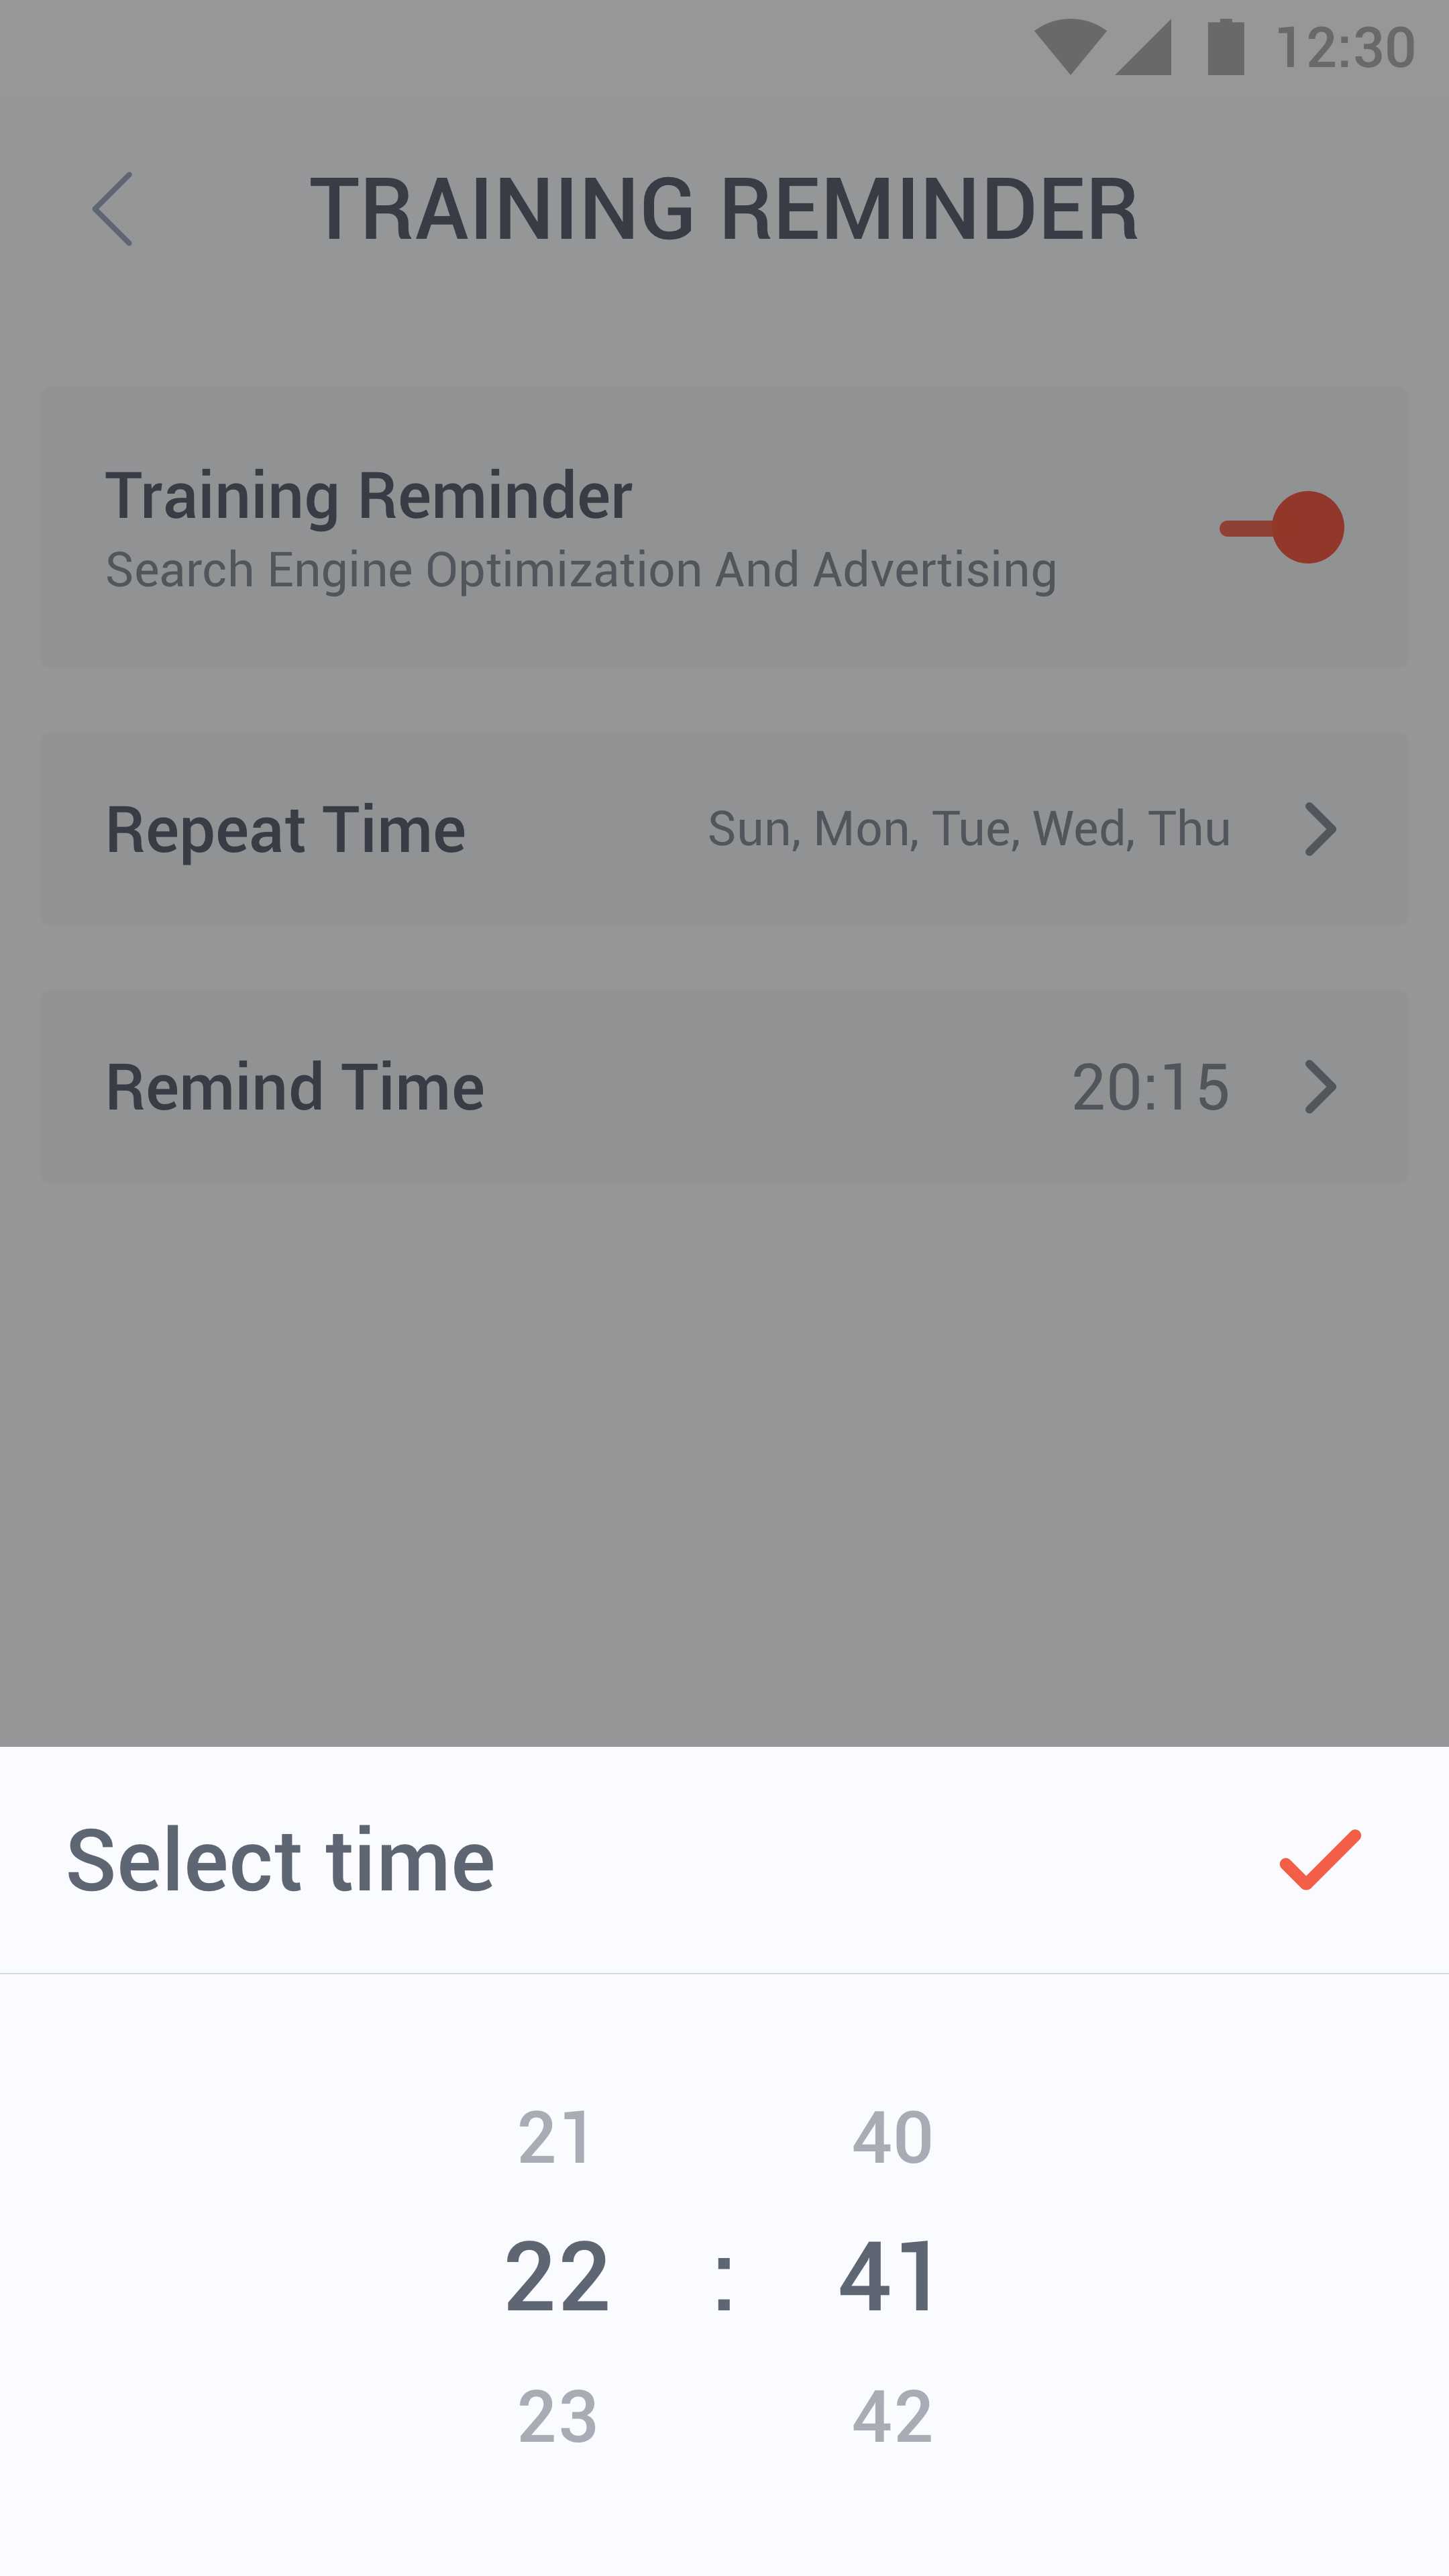 12:30
TRAINING REMINDER
Training Reminder
Search Engine Optimization And Advertising
Repeat Time Sun, Mon, Tue, Wed, Thu
Remind Time 20:15
Select time
21 40
22 : 41
23 42